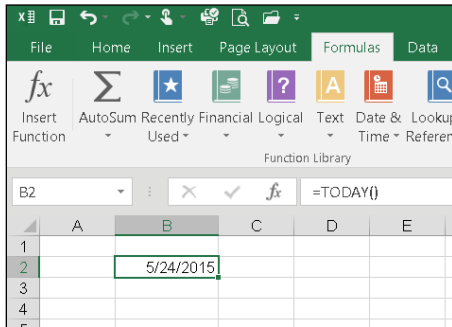 File Home Insert Page Layout Formulas Data
fx Σ ? A
Insert AutoSum Recently Financial Logical Text Date & Lookup
Function Used Time Referen
Function Library
B2 fx =TODAY()
A B C D E
1
2 5/24/2015
3
4